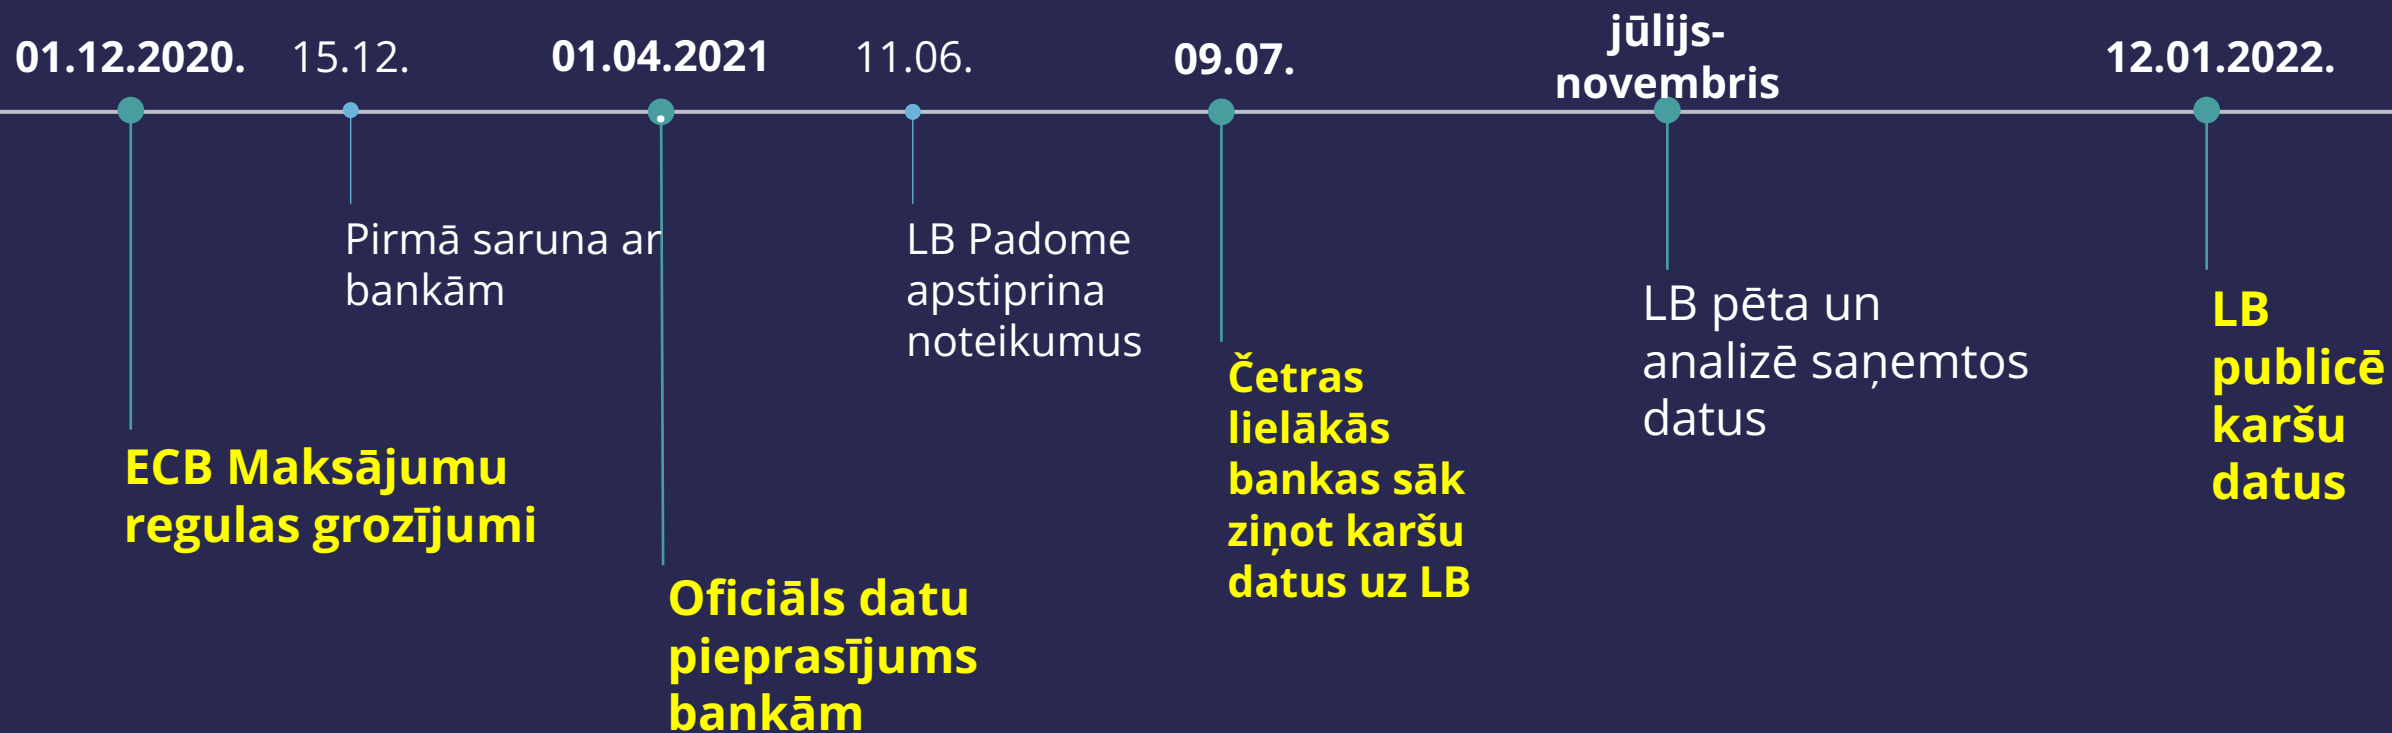 01.12.2020.
15.12.
01.04.2021
11.06.
09.07.
jūlijs-
novembris
12.01.2022.
Pirmā saruna ar
bankām
LB Padome
apstiprina
noteikumus
LB pēta un
analizē saņemtos
datus
LB
publicē
karšu
datus
Četras
lielākās
bankas sāk
ziņot karšu
datus uz LB
ECB Maksājumu
regulas grozījumi
Oficiāls datu
pieprasījums
bankām